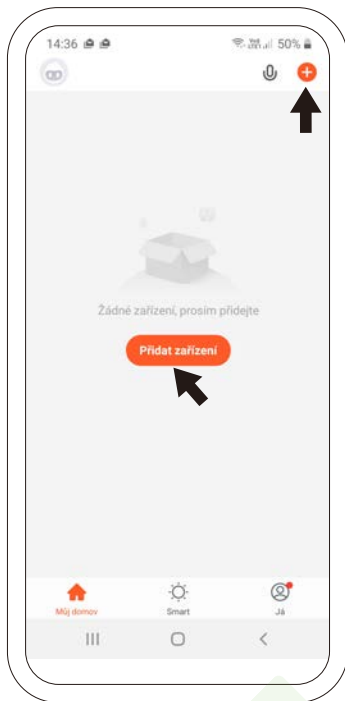 14:36 50%
Žádné zařízení, prosím přidejte
Přidat zařízení
Můj domov Smart Já